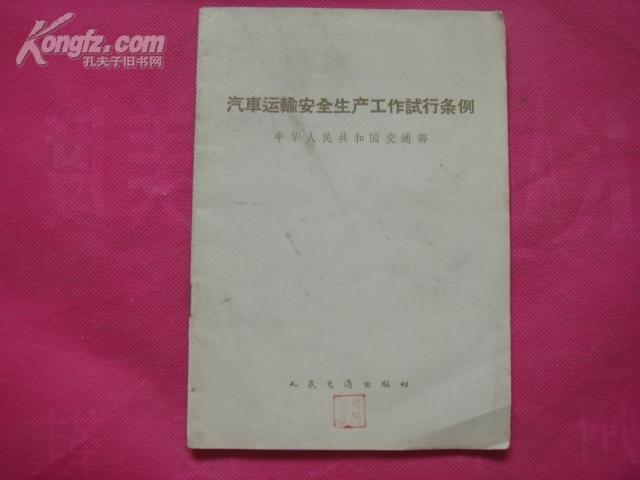 Kongfz.com
孔夫子旧书网
汽車运輸安全生产工作試行条例
中华人民共和国交通部
人民交通出版社